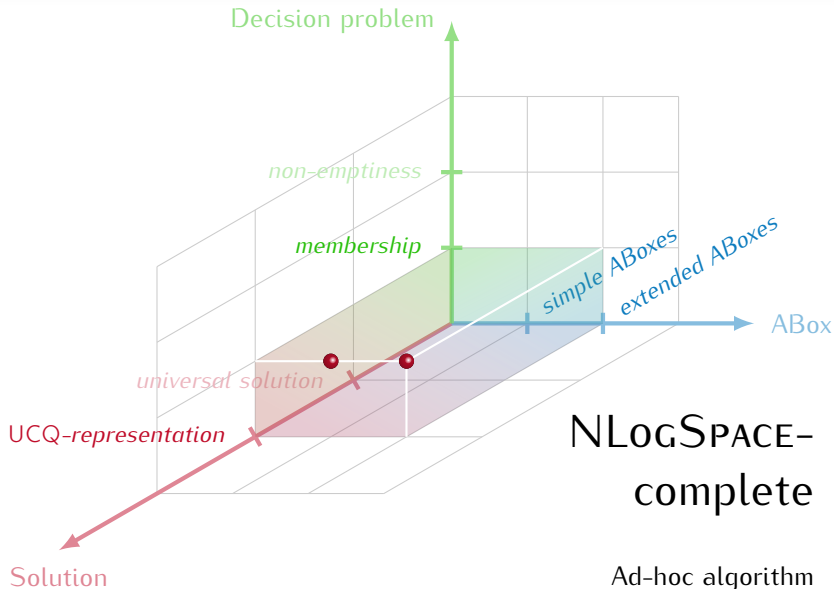 Decision problem
non-emptiness
membership
simple ABoxes
extended ABoxes
ABox
universal solution
UCQ-representation
NLogSpace-
complete
Solution
Ad-hoc algorithm